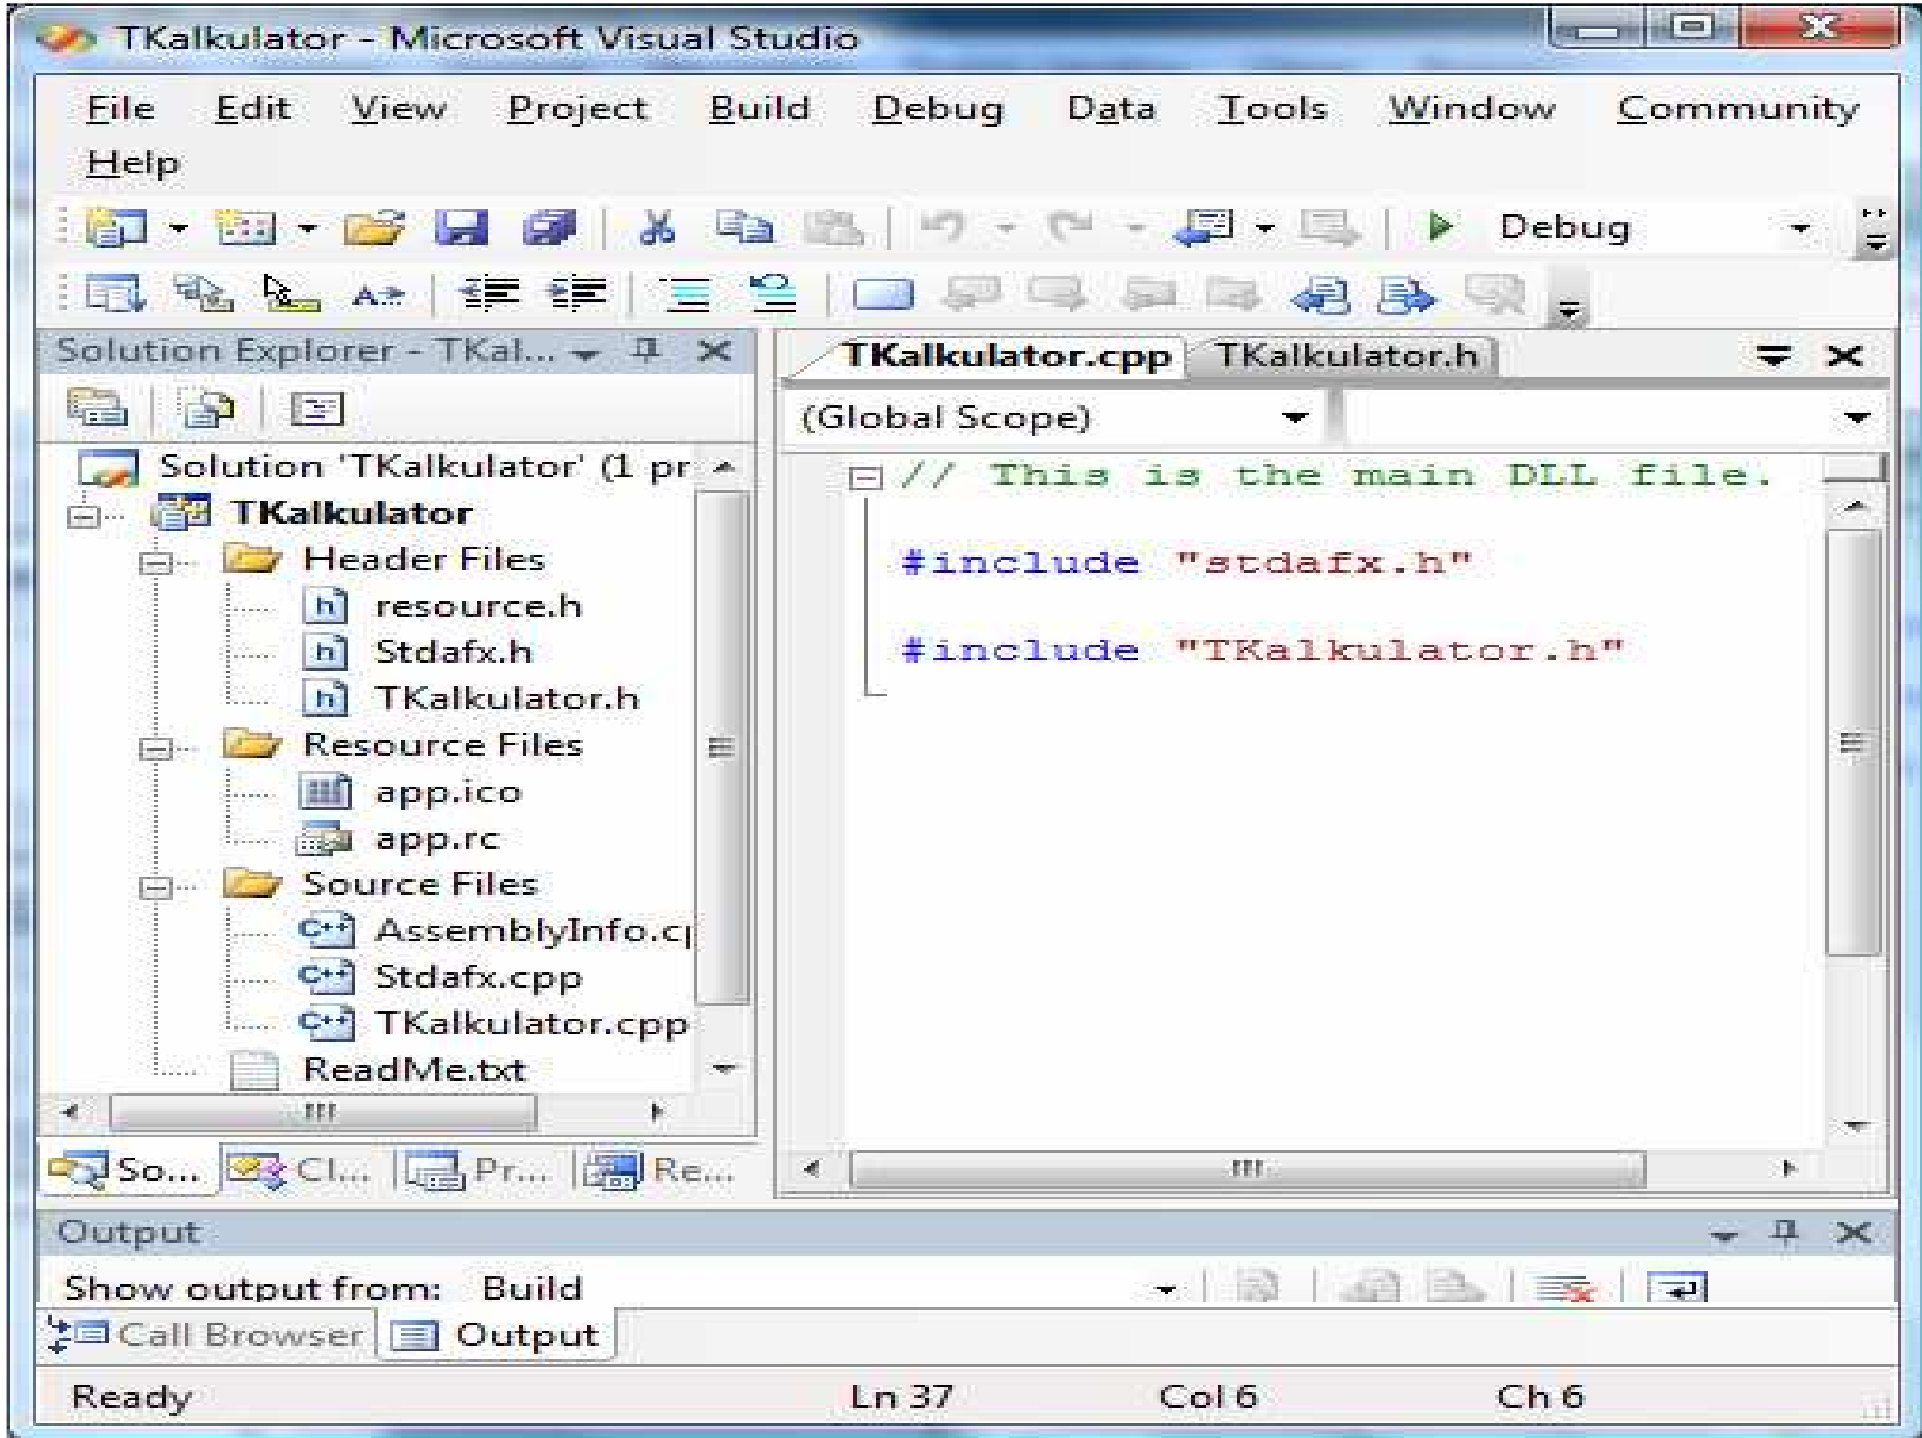 TKalkulator - Microsoft Visual Studio
File Edit View Project Build Debug Data Tools Window Community
Help
Debug
Solution Explorer - TKal...
TKalkulator.cpp TKalkulator.h
(Global Scope)
Solution 'TKalkulator' (1 pr
TKalkulator
Header Files
resource.h
Stdafx.h
TKalkulator.h
Resource Files
app.ico
app.rc
Source Files
AssemblyInfo.c
Stdafx.cpp
TKalkulator.cpp
ReadMe.txt
So... Cl... Pr... Re...
// This is the main DLL file.
#include "stdafx.h"
#include "TKalkulator.h"
Output
Show output from: Build
Call Browser Output
Ready Ln 37 Col 6 Ch 6